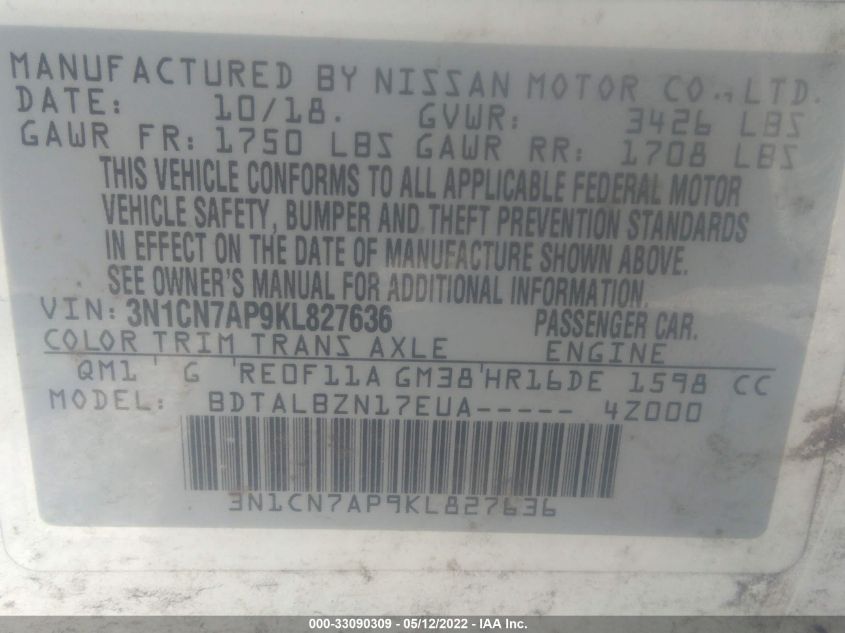 MANUFACTURED BY NISSAN MOTOR CO., LTD.
DATE: 10/18. GVWR: 3426 LBS
GAWR FR: 1750 LBS GAWR RR: 1708 LBS
THIS VEHICLE CONFORMS TO ALL APPLICABLE FEDERAL MOTOR
VEHICLE SAFETY, BUMPER AND THEFT PREVENTION STANDARDS
IN EFFECT ON THE DATE OF MANUFACTURE SHOWN ABOVE.
SEE OWNER'S MANUAL FOR ADDITIONAL INFORMATION.
VIN: 3N1CN7AP9KL827636 PASSENGER CAR.
COLOR TRIM TRANS AXLE ENGINE
QM1 ' G 'RE0F11A GM38'HR16DE 1598 CC
MODEL: BDTALBZN17EUA----- 4Z000
3N1CN7AP9KL827636
000-33090309 - 05/12/2022 - IAA Inc.